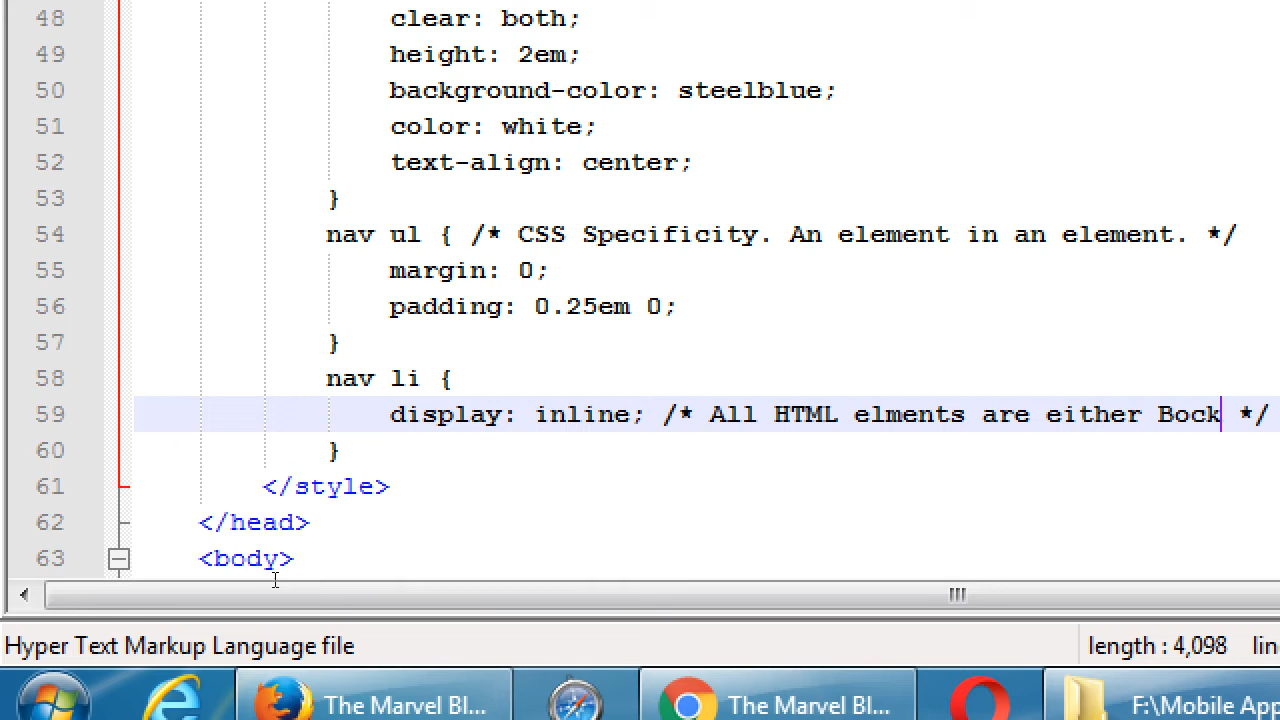 48 clear: both;
49 height: 2em;
50 background-color: steelblue;
51 color: white;
52 text-align: center;
53 }
54 nav ul { /* CSS Specificity. An element in an element. */
55 margin: 0;
56 padding: 0.25em 0;
57 }
58 nav li {
59 display: inline; /* All HTML elments are either Bock */
60 }
61 </style>
62 </head>
63 <body>
Hyper Text Markup Language file length : 4,098 lin
The Marvel Bl... The Marvel Bl... F:\Mobile App